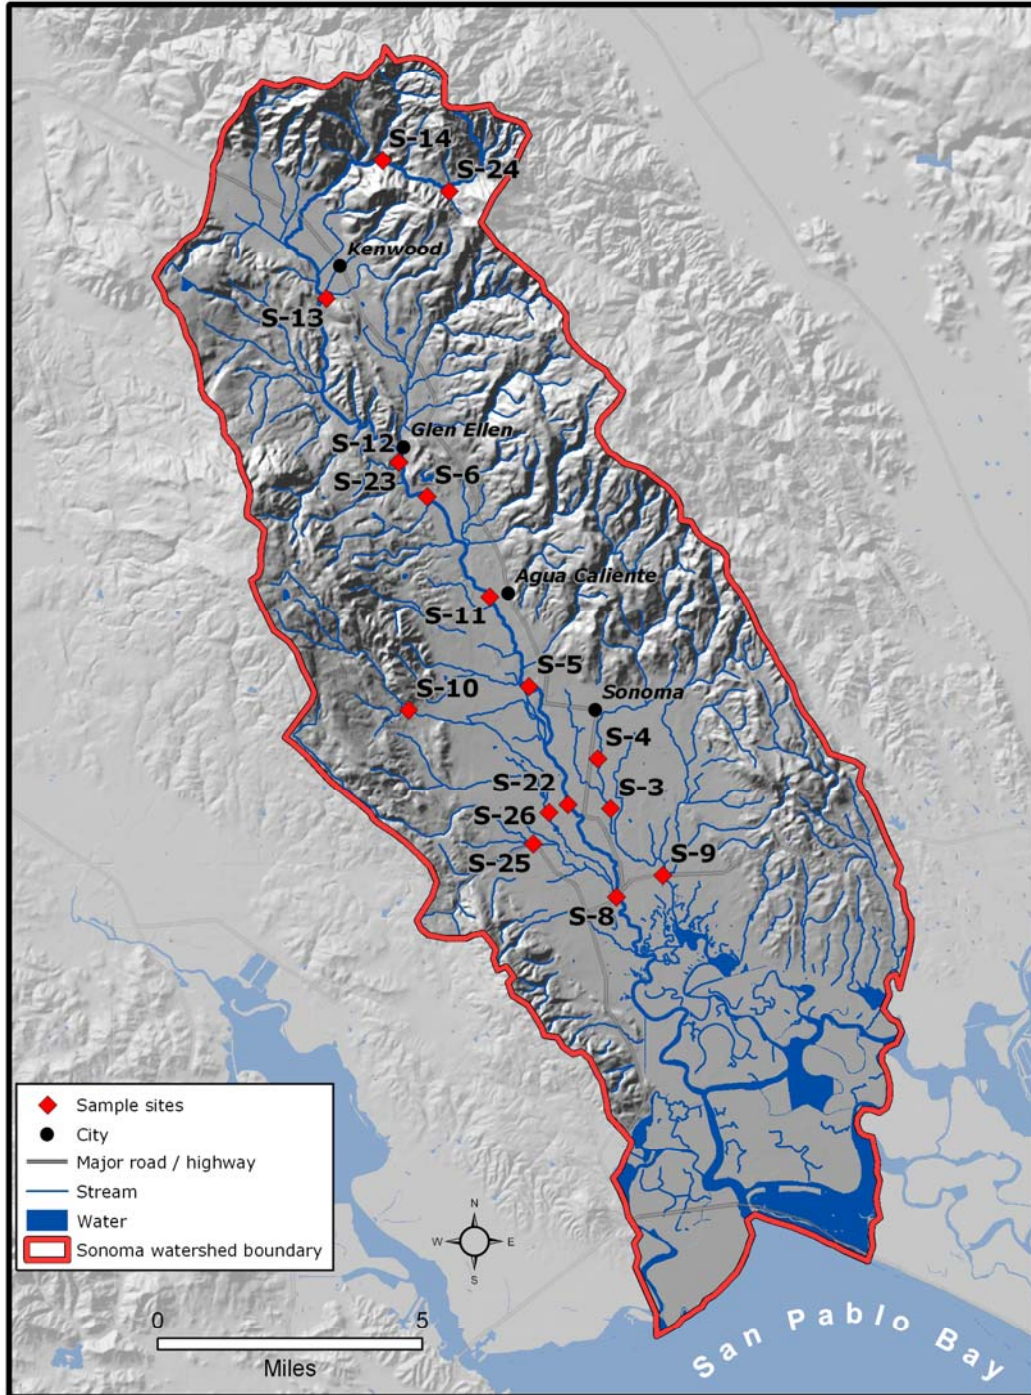 S-14
S-24
Kenwood
S-13
Glen Ellen
S-12
S-23
S-6
Agua Caliente
S-11
S-5
S-10
Sonoma
S-4
S-22
S-3
S-26
S-25
S-9
S-8
Sample sites
City
Major road / highway
Stream
Water
Sonoma watershed boundary
N
W
E
S
0
5
Miles
San Pablo Bay